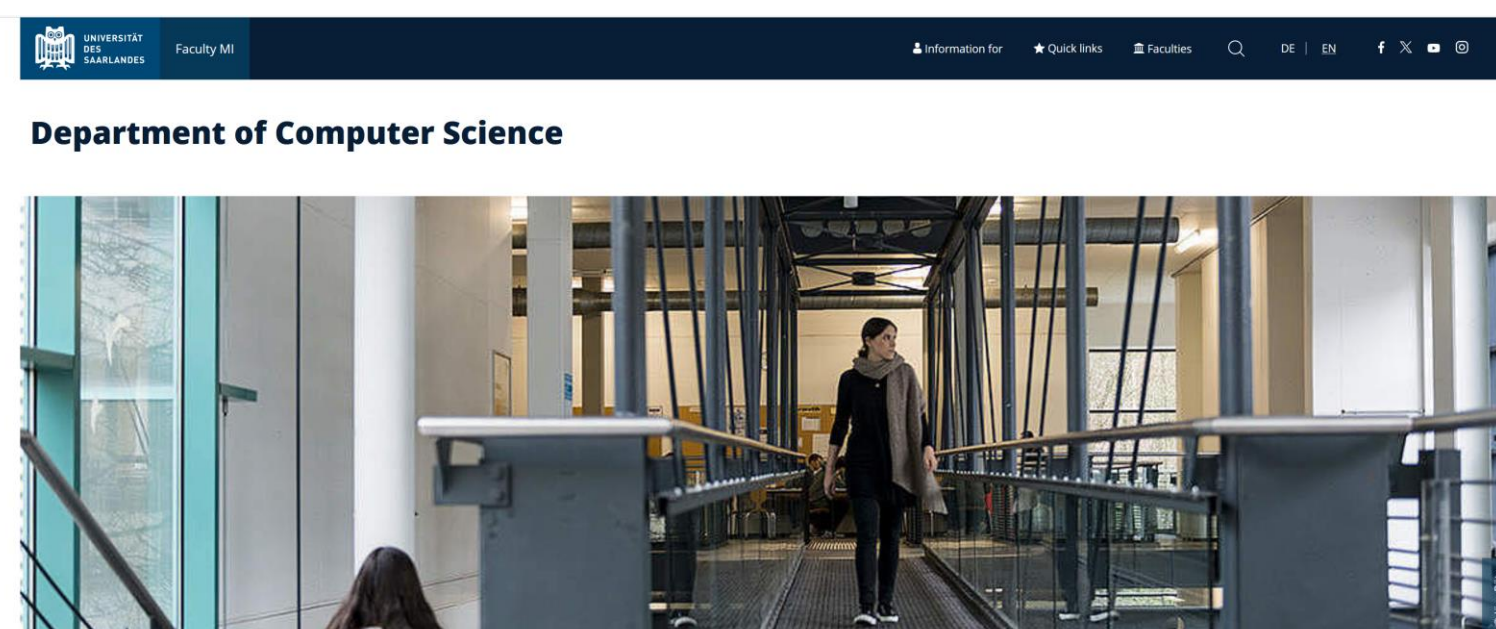 UNIVERSITÄT
DES
SAARLANDES
Faculty MI
Information for
Quick links
Faculties
DE | EN
Department of Computer Science